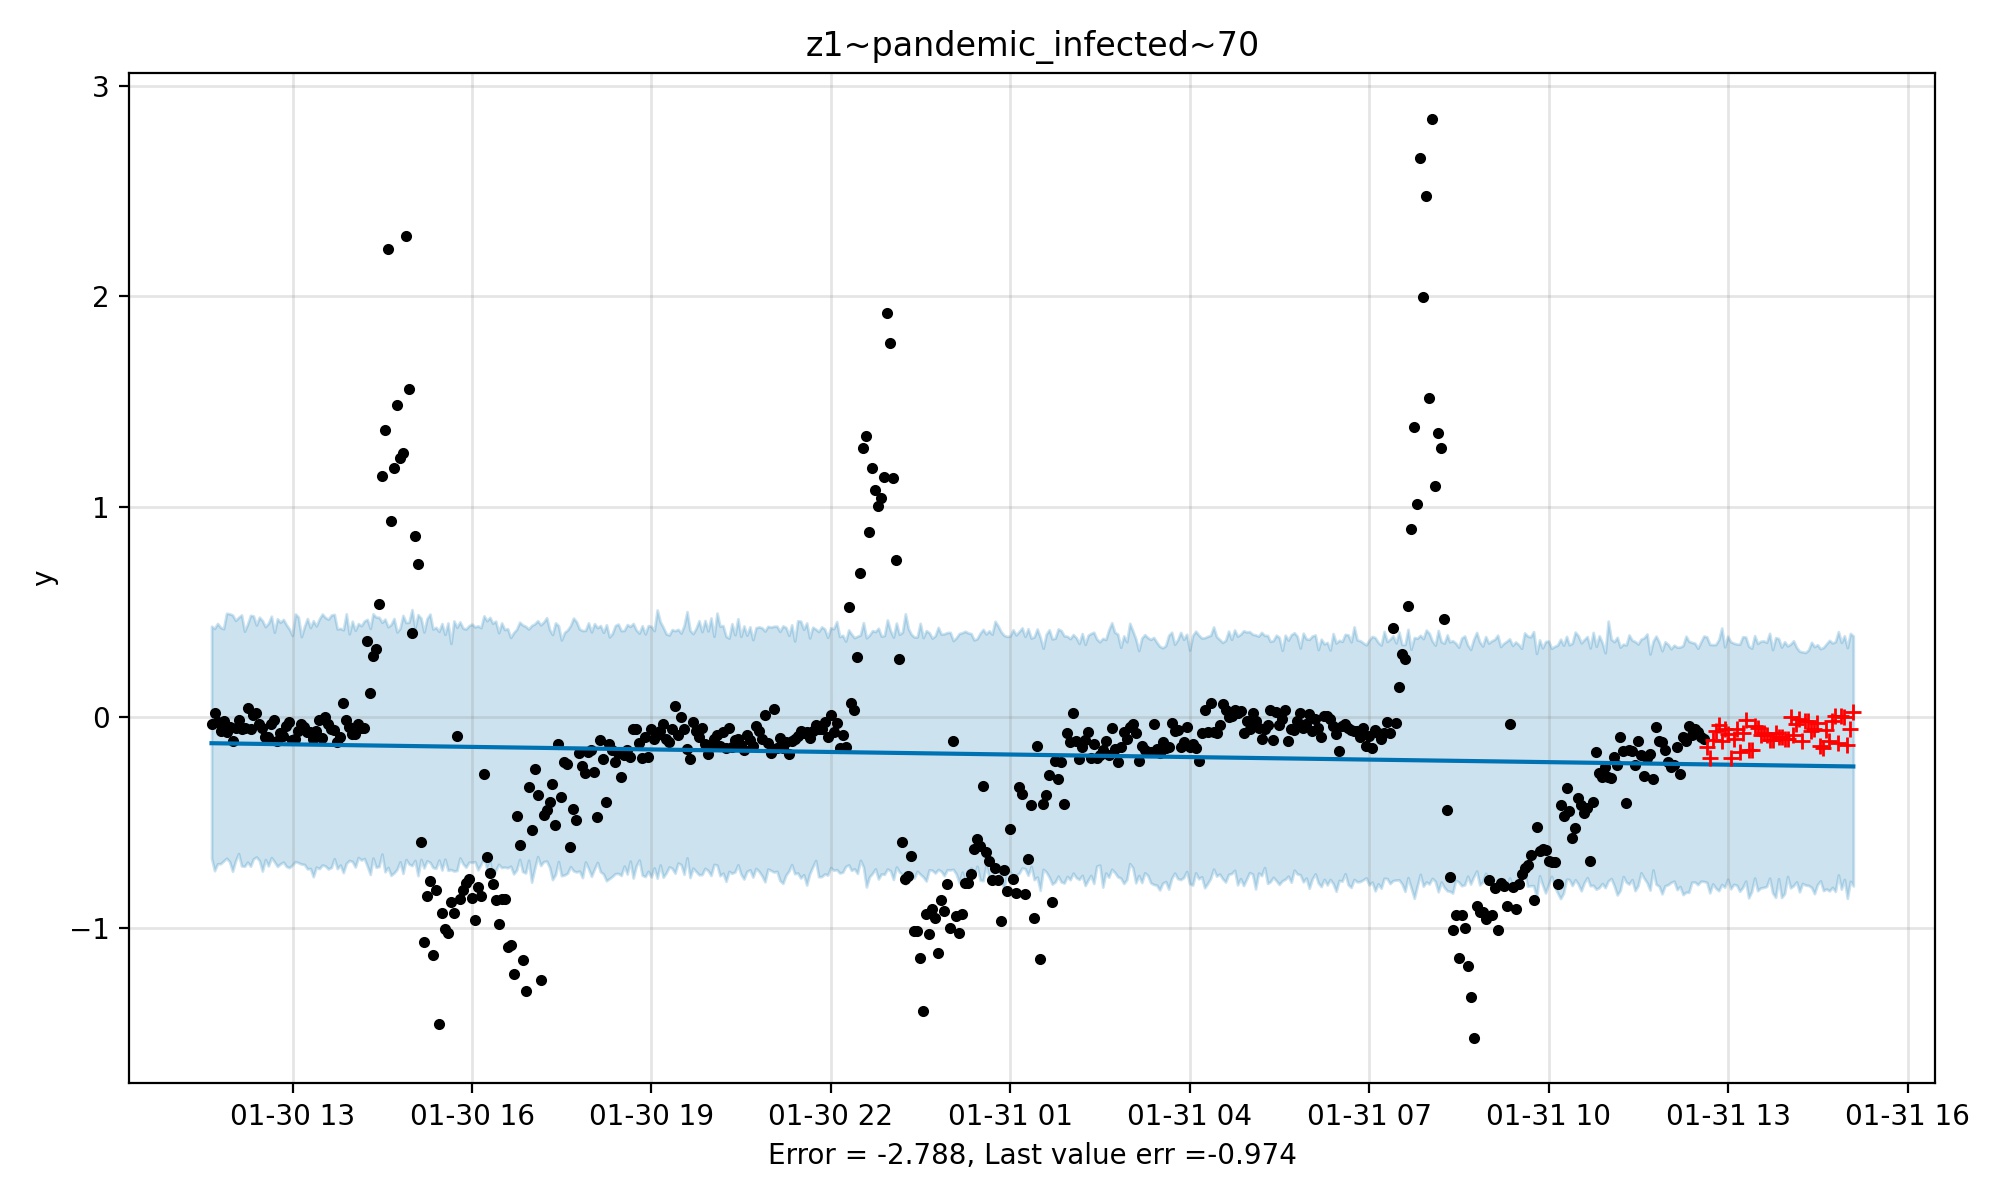 z1~pandemic_infected~70
3
2
1
0
−1
y
01-30 13 01-30 16 01-30 19 01-30 22 01-31 01 01-31 04 01-31 07 01-31 10 01-31 13 01-31 16
Error = -2.788, Last value err =-0.974